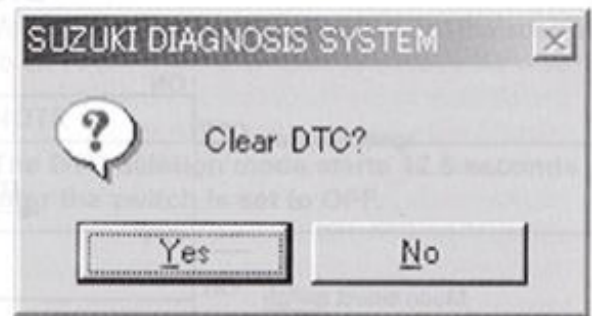 SUZUKI DIAGNOSIS SYSTEM
Clear DTC?
Yes
No